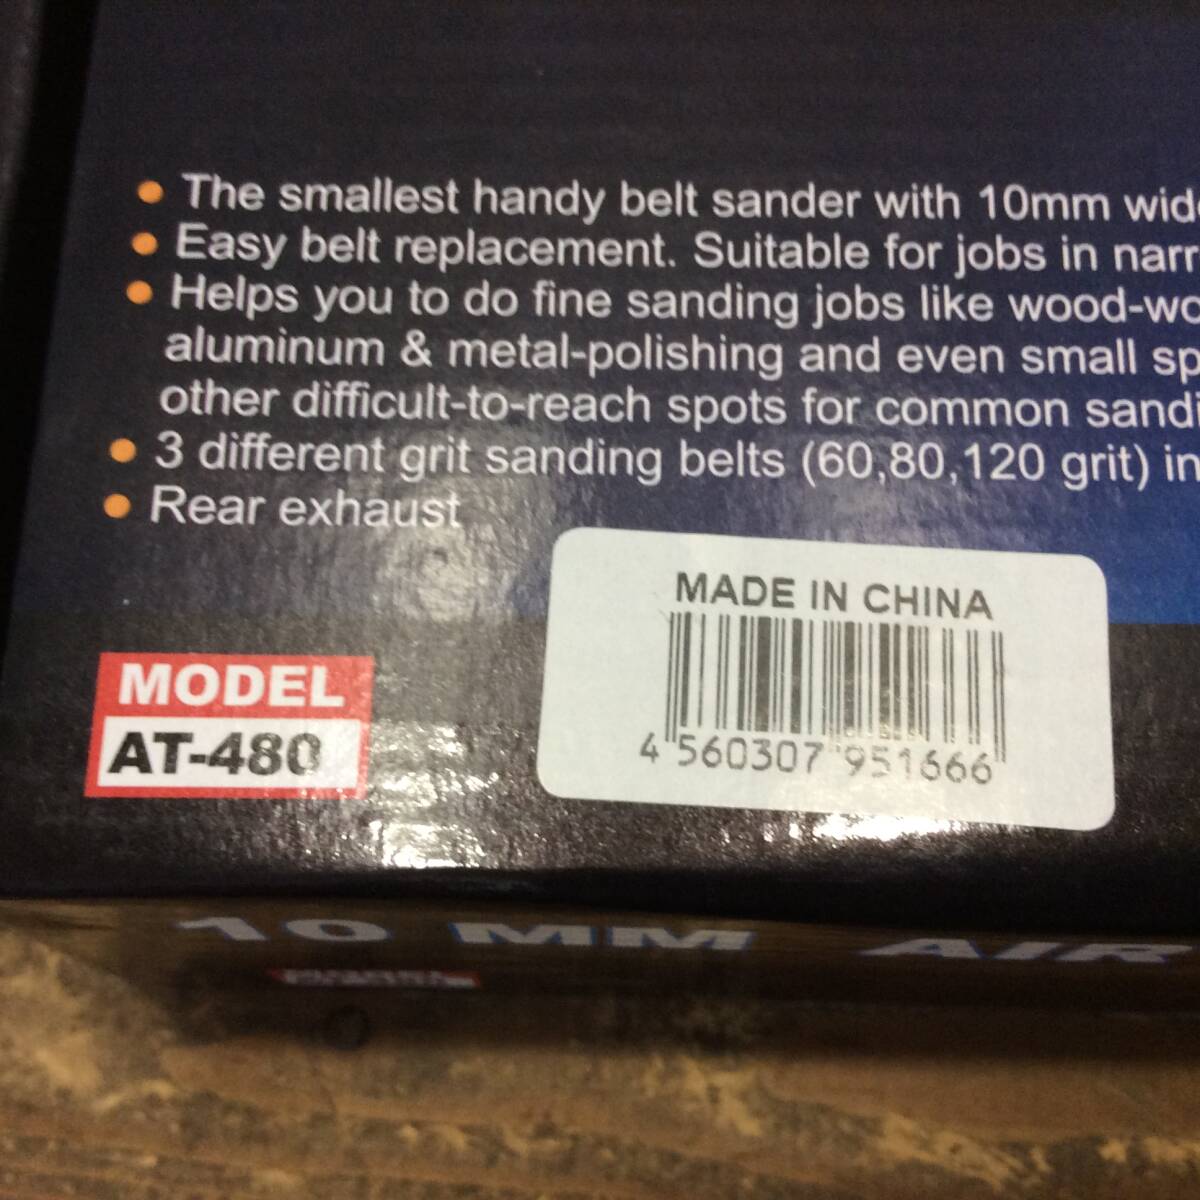 The smallest handy belt sander with 10mm wid
Easy belt replacement. Suitable for jobs in narr
Helps you to do fine sanding jobs like wood-wo
aluminum & metal-polishing and even small sp
other difficult-to-reach spots for common sandi
3 different grit sanding belts (60,80,120 grit) in
Rear exhaust
MADE IN CHINA
4 560307 951666
MODEL
AT-480
10 MM AIR